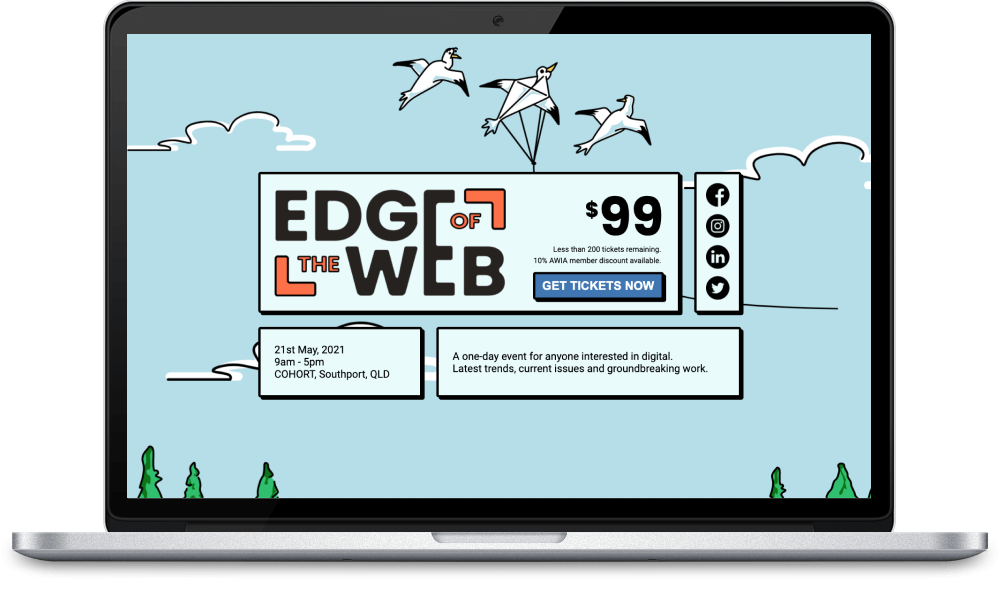 EDGE
OF
THE
WEB
$99
Less than 200 tickets remaining.
10% AWIA member discount available.
GET TICKETS NOW
21st May, 2021
9am - 5pm
COHORT, Southport, QLD
A one-day event for anyone interested in digital.
Latest trends, current issues and groundbreaking work.